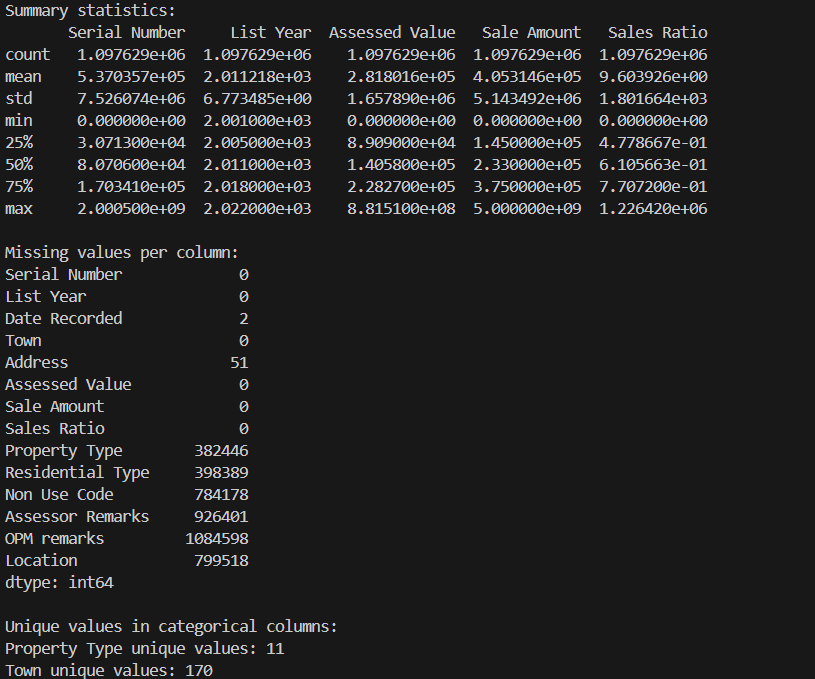 Summary statistics:
Serial Number List Year Assessed Value Sale Amount Sales Ratio
count 1.097629e+06 1.097629e+06 1.097629e+06 1.097629e+06 1.097629e+06
mean 5.370357e+05 2.011218e+03 2.818016e+05 4.053146e+05 9.603926e+00
std 7.526074e+06 6.773485e+00 1.657890e+06 5.143492e+06 1.801664e+03
min 0.000000e+00 2.001000e+03 0.000000e+00 0.000000e+00 0.000000e+00
25% 3.071300e+04 2.005000e+03 8.909000e+04 1.450000e+05 4.778667e-01
50% 8.070600e+04 2.011000e+03 1.405800e+05 2.330000e+05 6.105663e-01
75% 1.703410e+05 2.018000e+03 2.282700e+05 3.750000e+05 7.707200e-01
max 2.000500e+09 2.022000e+03 8.815100e+08 5.000000e+09 1.226420e+06
Missing values per column:
Serial Number 0
List Year 0
Date Recorded 2
Town 0
Address 51
Assessed Value 0
Sale Amount 0
Sales Ratio 0
Property Type 382446
Residential Type 398389
Non Use Code 784178
Assessor Remarks 926401
OPM remarks 1084598
Location 799518
dtype: int64
Unique values in categorical columns:
Property Type unique values: 11
Town unique values: 170